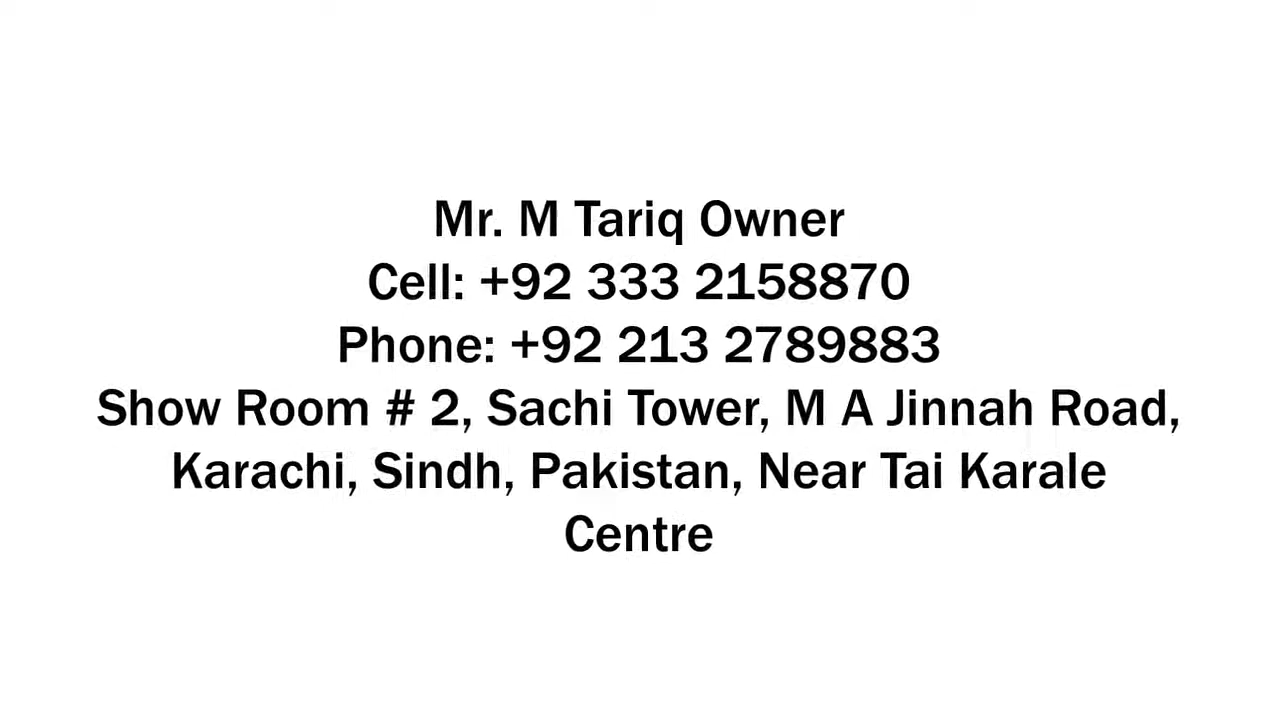 Mr. M Tariq Owner
Cell: +92 333 2158870
Phone: +92 213 2789883
Show Room # 2, Sachi Tower, M A Jinnah Road,
Karachi, Sindh, Pakistan, Near Tai Karale
Centre